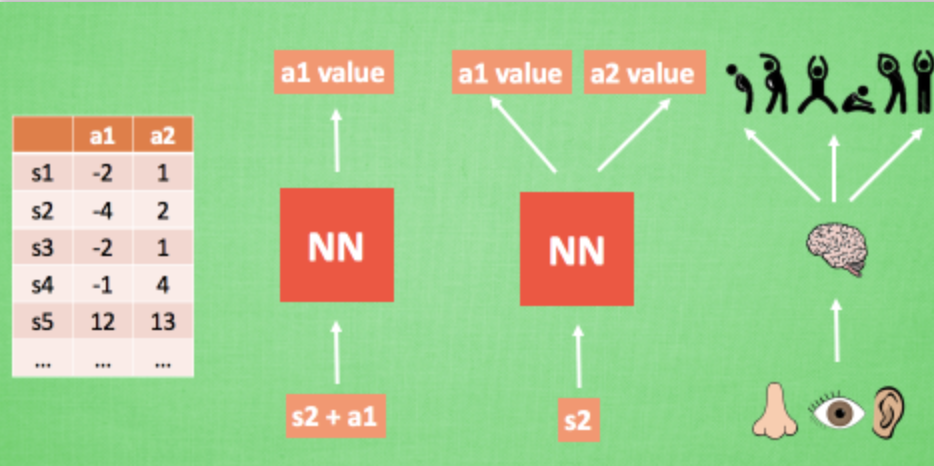 a1 a2
s1 -2 1
s2 -4 2
s3 -2 1
s4 -1 4
s5 12 13
... ... ...
a1 value
NN
s2 + a1
a1 value a2 value
NN
s2